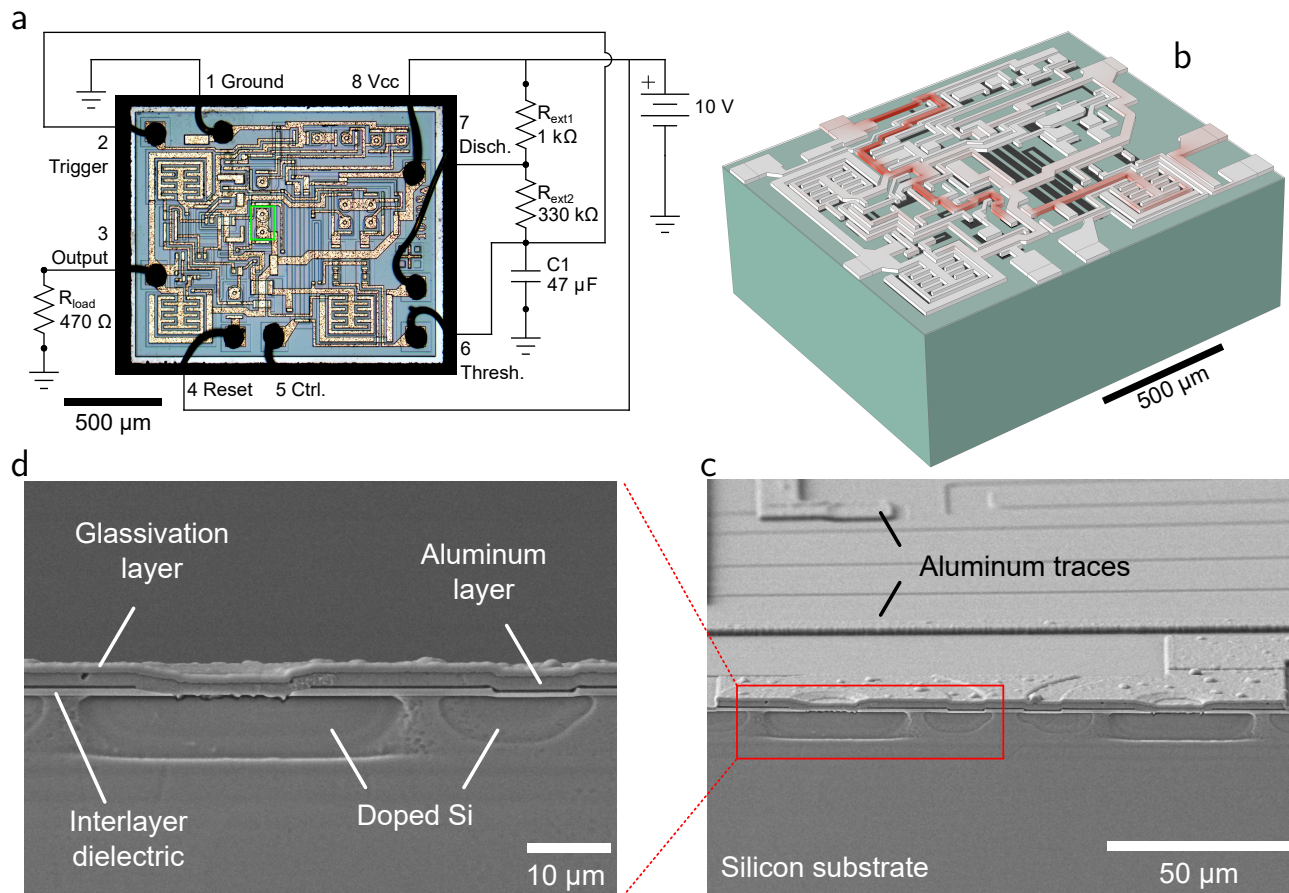 a
1 Ground
8 Vcc
2
Trigger
3
Output
R_load
470 Ω
4 Reset
5 Ctrl.
6
Thresh.
7
Disch.
R_ext1
1 kΩ
R_ext2
330 kΩ
C1
47 µF
+
10 V
500 µm
b
500 µm
d
Glassivation
layer
Aluminum
layer
Doped Si
Interlayer
dielectric
10 µm
c
Aluminum traces
Silicon substrate
50 µm